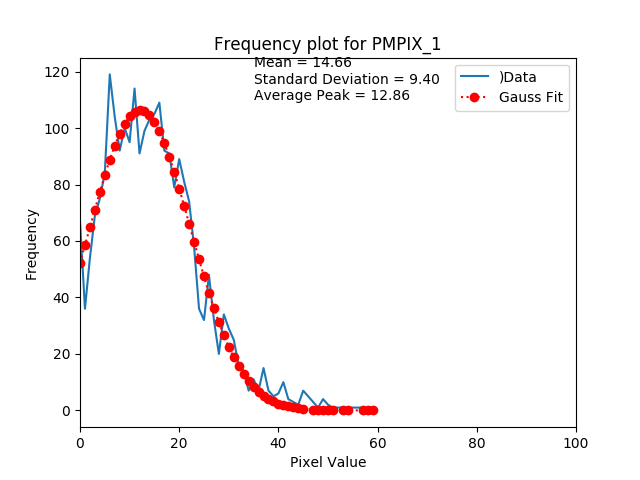 Frequency plot for PMPIX_1
Mean = 14.66
Standard Deviation = 9.40
Average Peak = 12.86
)Data
Gauss Fit
120
100
80
60
40
20
0
Frequency
0 20 40 60 80 100
Pixel Value